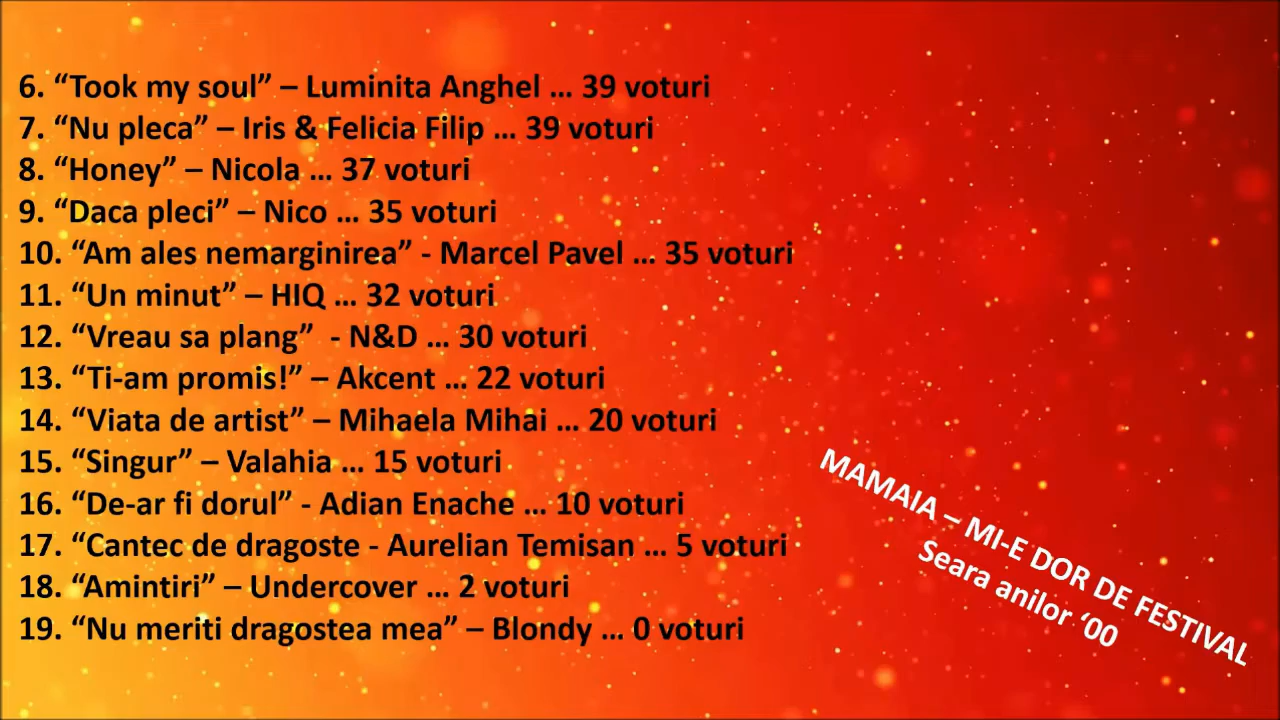 6. “Took my soul” – Luminita Anghel ... 39 voturi
7. “Nu pleca” – Iris & Felicia Filip ... 39 voturi
8. “Honey” – Nicola ... 37 voturi
9. “Daca pleci” – Nico ... 35 voturi
10. “Am ales nemarginirea” - Marcel Pavel ... 35 voturi
11. “Un minut” – HIQ ... 32 voturi
12. “Vreau sa plang”  - N&D ... 30 voturi
13. “Ti-am promis!” – Akcent ... 22 voturi
14. “Viata de artist” – Mihaela Mihai ... 20 voturi
15. “Singur” – Valahia ... 15 voturi
16. “De-ar fi dorul” - Adian Enache ... 10 voturi
17. “Cantec de dragoste - Aurelian Temisan ... 5 voturi
18. “Amintiri” – Undercover ... 2 voturi
19. “Nu meriti dragostea mea” – Blondy ... 0 voturi
MAMAIA – MI-E DOR DE FESTIVAL
Seara anilor ‘00